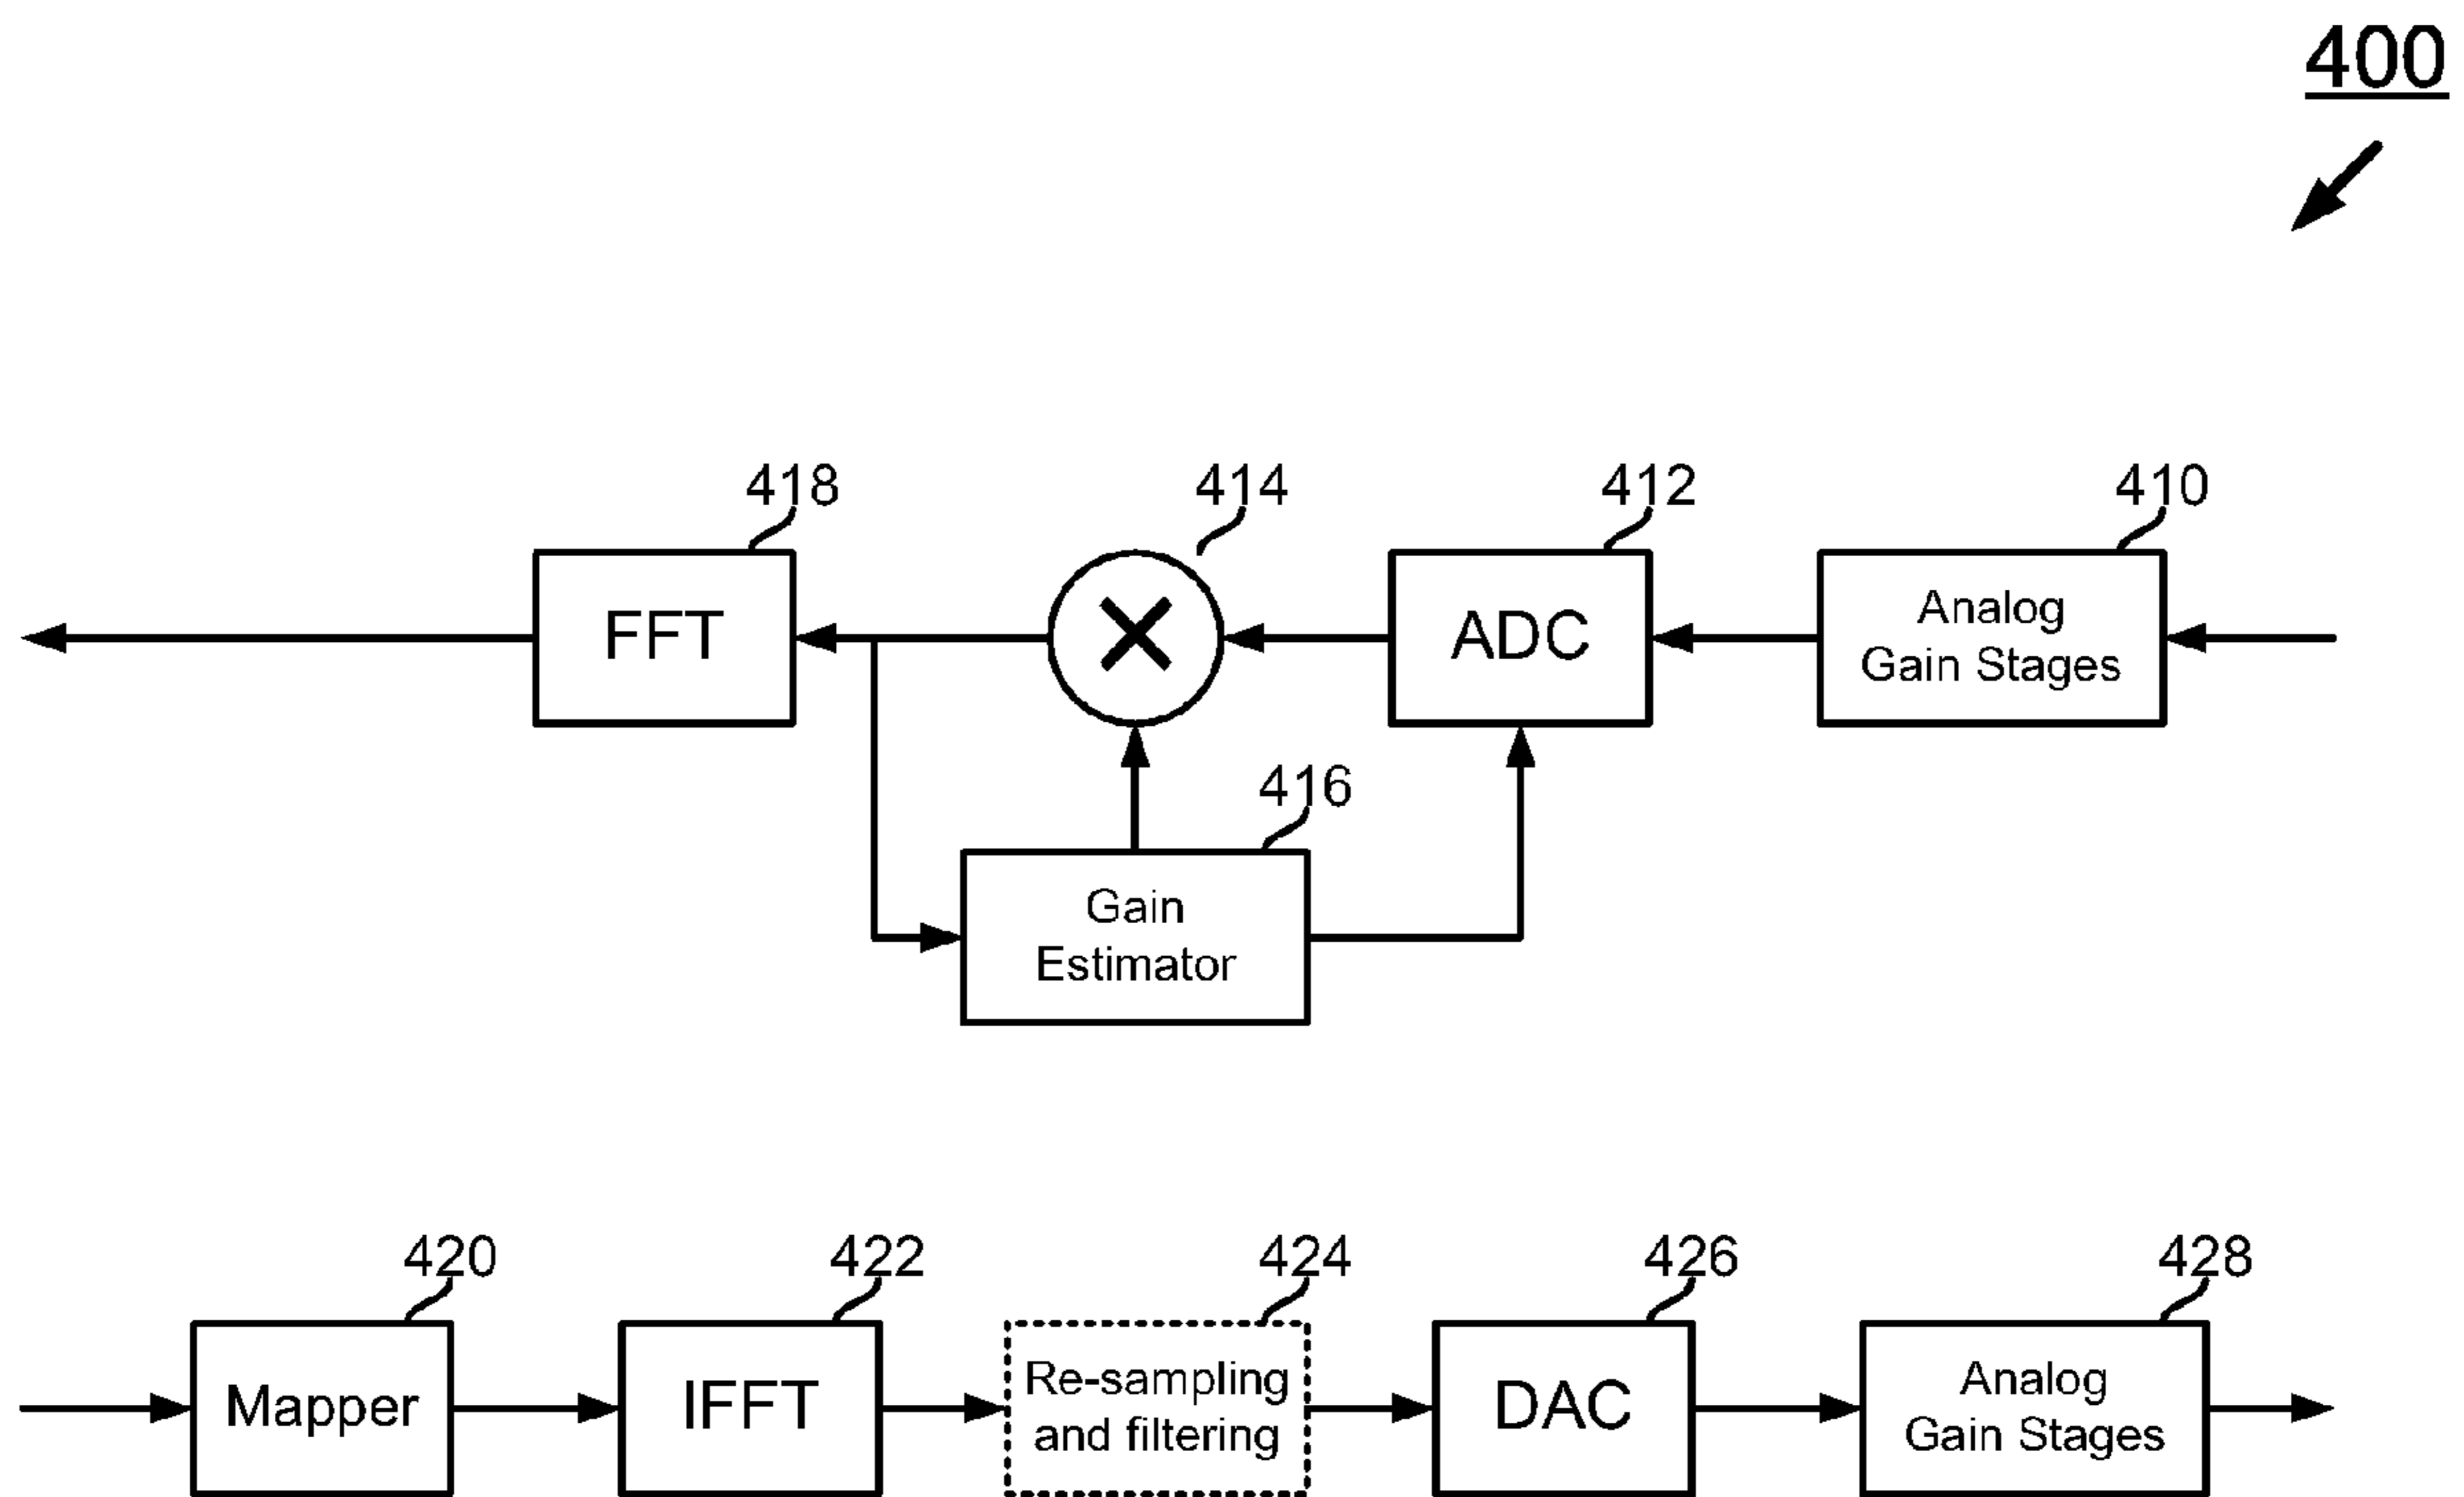 400
418
414
412
410
FFT
ADC
Analog
Gain Stages
416
Gain
Estimator
420
422
424
426
428
Mapper
IFFT
Re-sampling
and filtering
DAC
Analog
Gain Stages